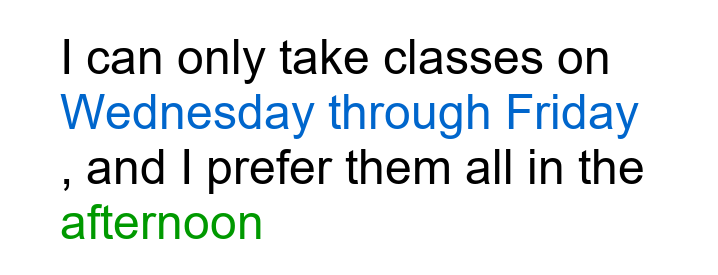 I can only take classes on
Wednesday through Friday
, and I prefer them all in the
afternoon